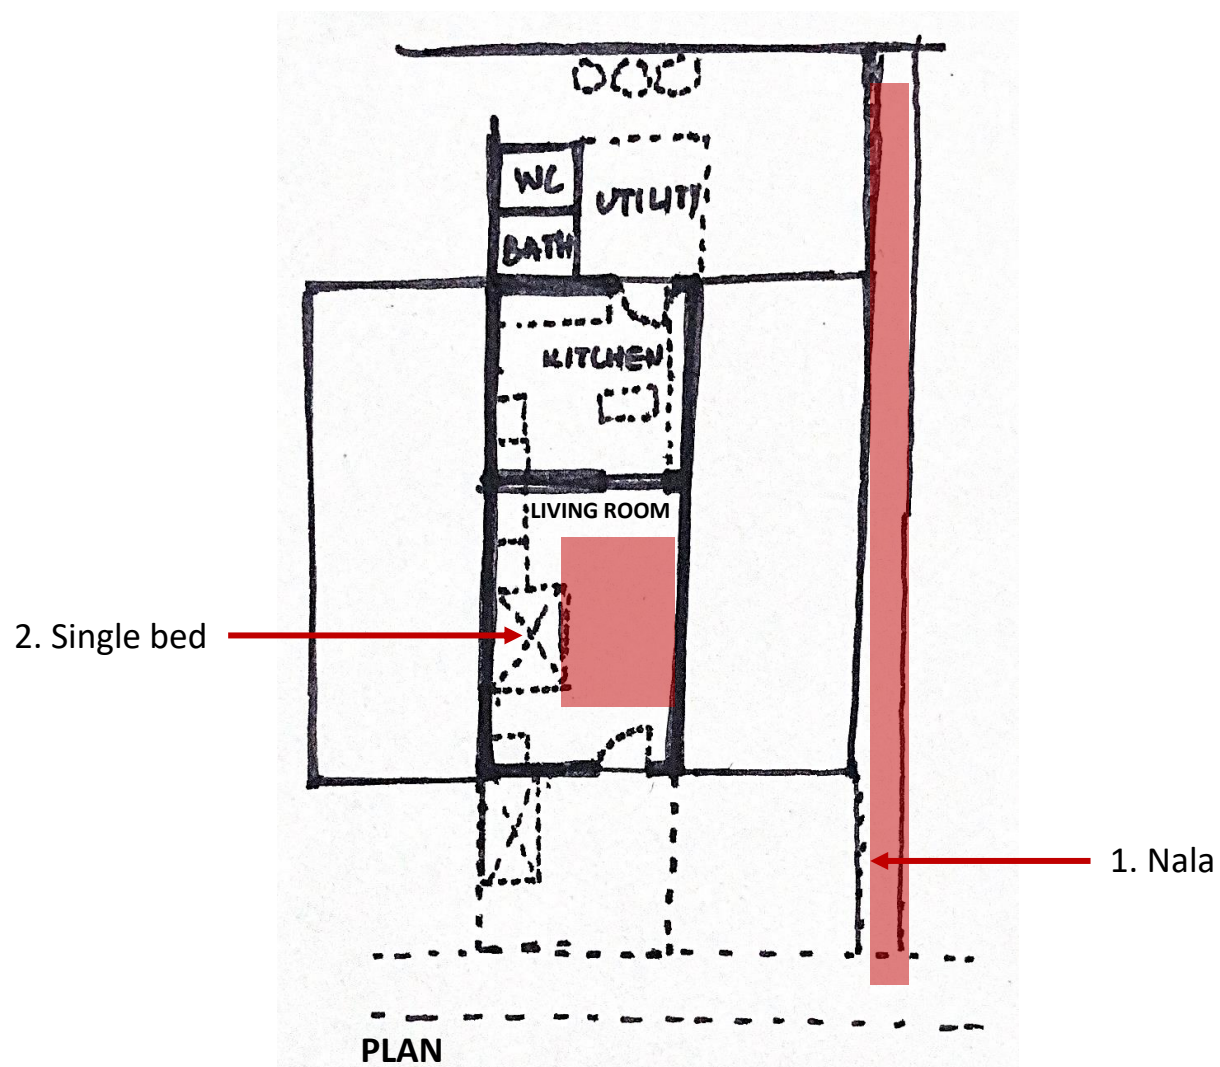 WC
UTILITY
BATH
KITCHEN
LIVING ROOM
2. Single bed
1. Nala
PLAN